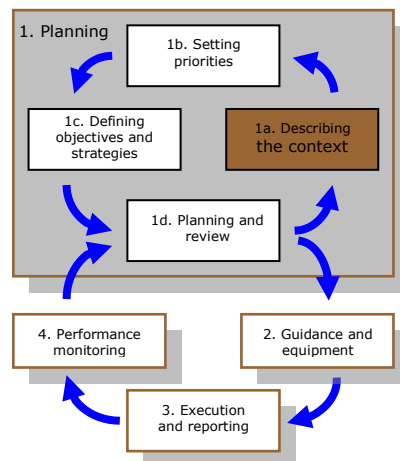 1. Planning
1b. Setting
priorities
1c. Defining
objectives and
strategies
1a. Describing
the context
1d. Planning and
review
4. Performance
monitoring
2. Guidance and
equipment
3. Execution
and reporting